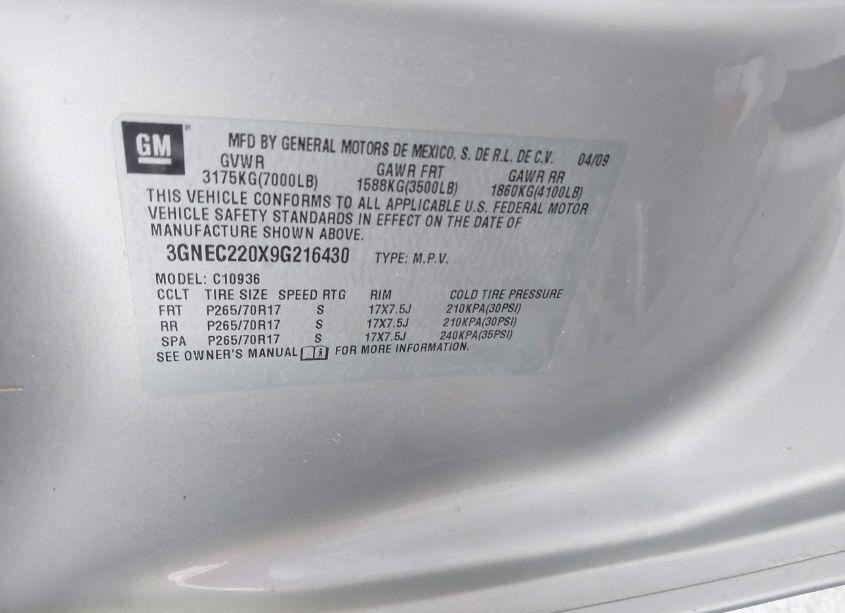 GM
MFD BY GENERAL MOTORS DE MEXICO, S. DE R.L. DE C.V. 04/09
GVWR GAWR FRT GAWR RR
3175KG(7000LB) 1588KG(3500LB) 1860KG(4100LB)
THIS VEHICLE CONFORMS TO ALL APPLICABLE U.S. FEDERAL MOTOR
VEHICLE SAFETY STANDARDS IN EFFECT ON THE DATE OF
MANUFACTURE SHOWN ABOVE.
3GNEC220X9G216430 TYPE: M.P.V.
MODEL: C10936
CCLT TIRE SIZE SPEED RTG RIM COLD TIRE PRESSURE
FRT P265/70R17 S 17X7.5J 210KPA(30PSI)
RR P265/70R17 S 17X7.5J 210KPA(30PSI)
SPA P265/70R17 S 17X7.5J 240KPA(35PSI)
SEE OWNER'S MANUAL FOR MORE INFORMATION.